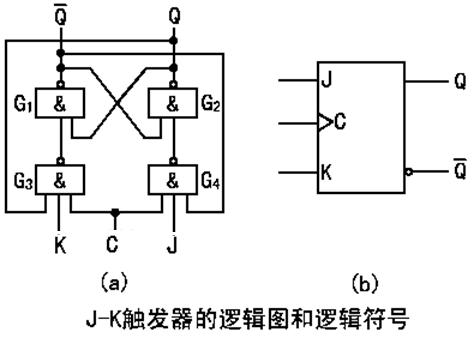 Q̅ Q
G1 & & G2
G3 & & G4
K C J
(a)
J Q
C
K Q̅
(b)
J-K触发器的逻辑图和逻辑符号